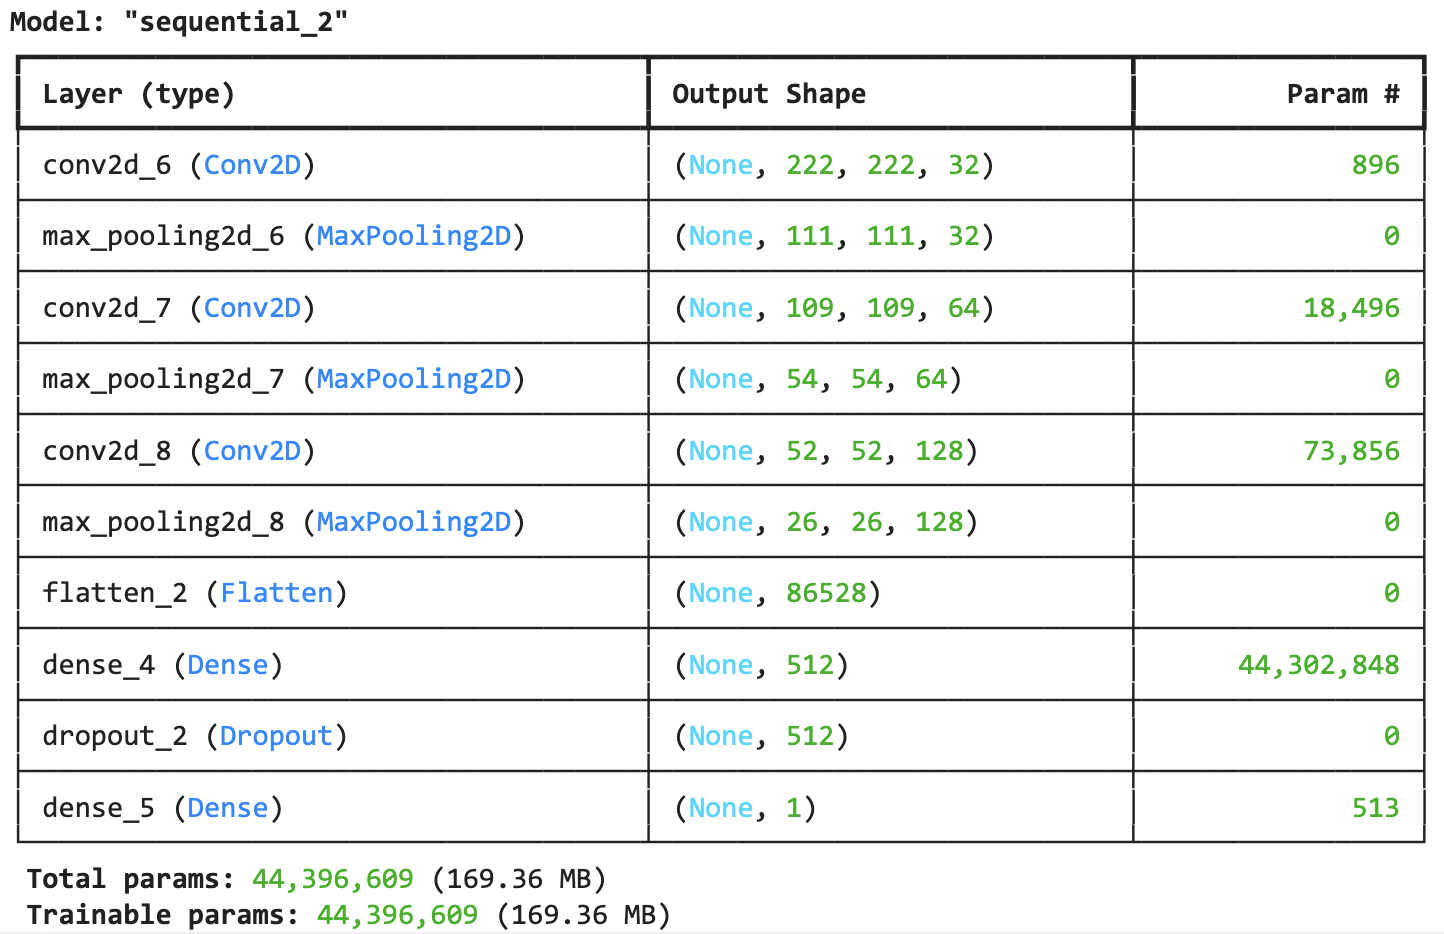 Model: "sequential_2"
Layer (type) Output Shape Param #
conv2d_6 (Conv2D) (None, 222, 222, 32) 896
max_pooling2d_6 (MaxPooling2D) (None, 111, 111, 32) 0
conv2d_7 (Conv2D) (None, 109, 109, 64) 18,496
max_pooling2d_7 (MaxPooling2D) (None, 54, 54, 64) 0
conv2d_8 (Conv2D) (None, 52, 52, 128) 73,856
max_pooling2d_8 (MaxPooling2D) (None, 26, 26, 128) 0
flatten_2 (Flatten) (None, 86528) 0
dense_4 (Dense) (None, 512) 44,302,848
dropout_2 (Dropout) (None, 512) 0
dense_5 (Dense) (None, 1) 513
Total params: 44,396,609 (169.36 MB)
Trainable params: 44,396,609 (169.36 MB)